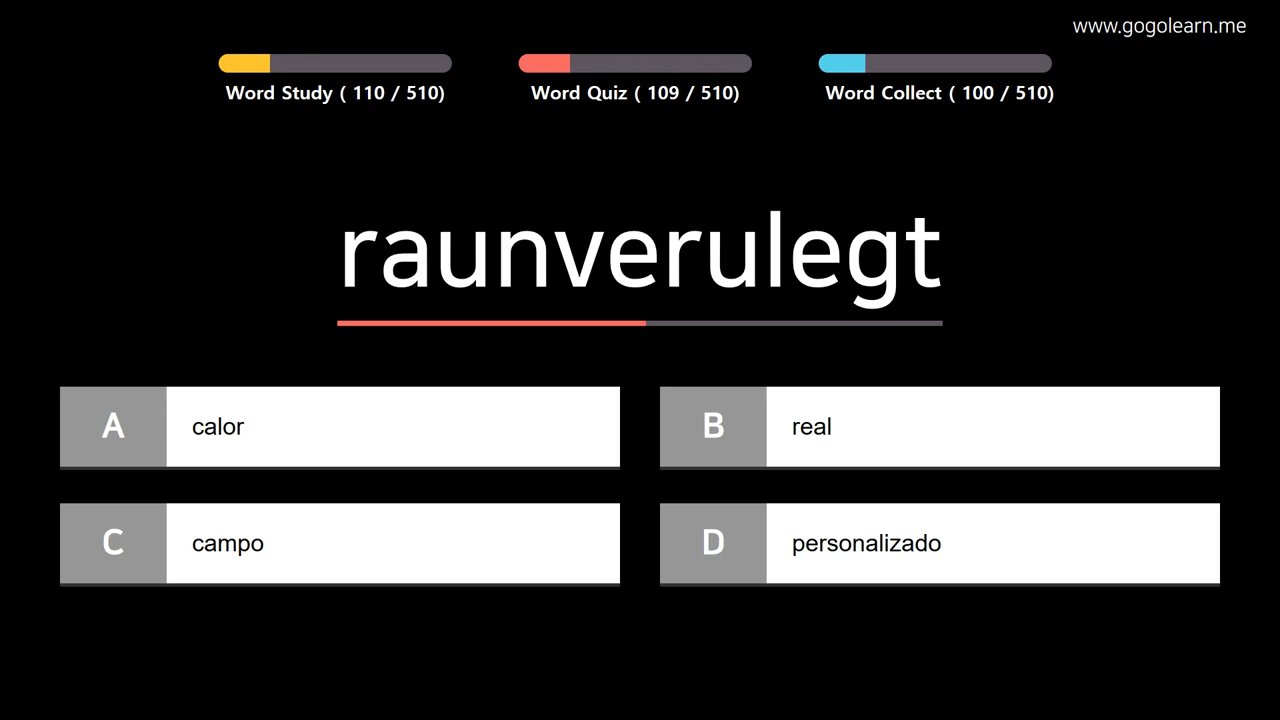 www.gogolearn.me
Word Study ( 110 / 510)
Word Quiz ( 109 / 510)
Word Collect ( 100 / 510)
raunverulegt
A calor
B real
C campo
D personalizado